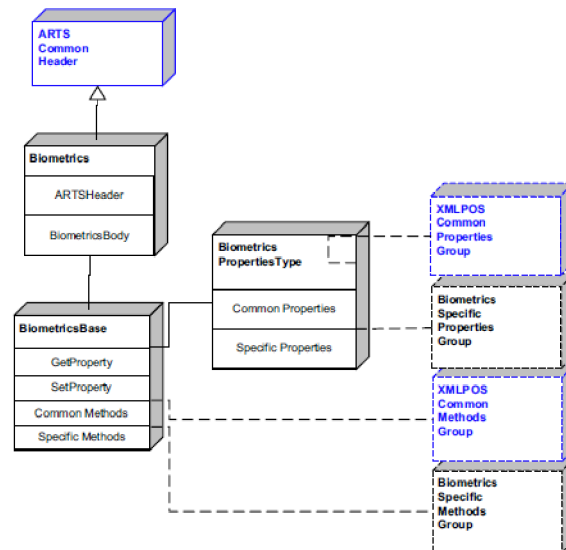 ARTS
Common
Header
Biometrics
ARTSHeader
BiometricsBody
Biometrics
PropertiesType
Common Properties
Specific Properties
BiometricsBase
GetProperty
SetProperty
Common Methods
Specific Methods
XMLPOS
Common
Properties
Group
Biometrics
Specific
Properties
Group
XMLPOS
Common
Methods
Group
Biometrics
Specific
Methods
Group